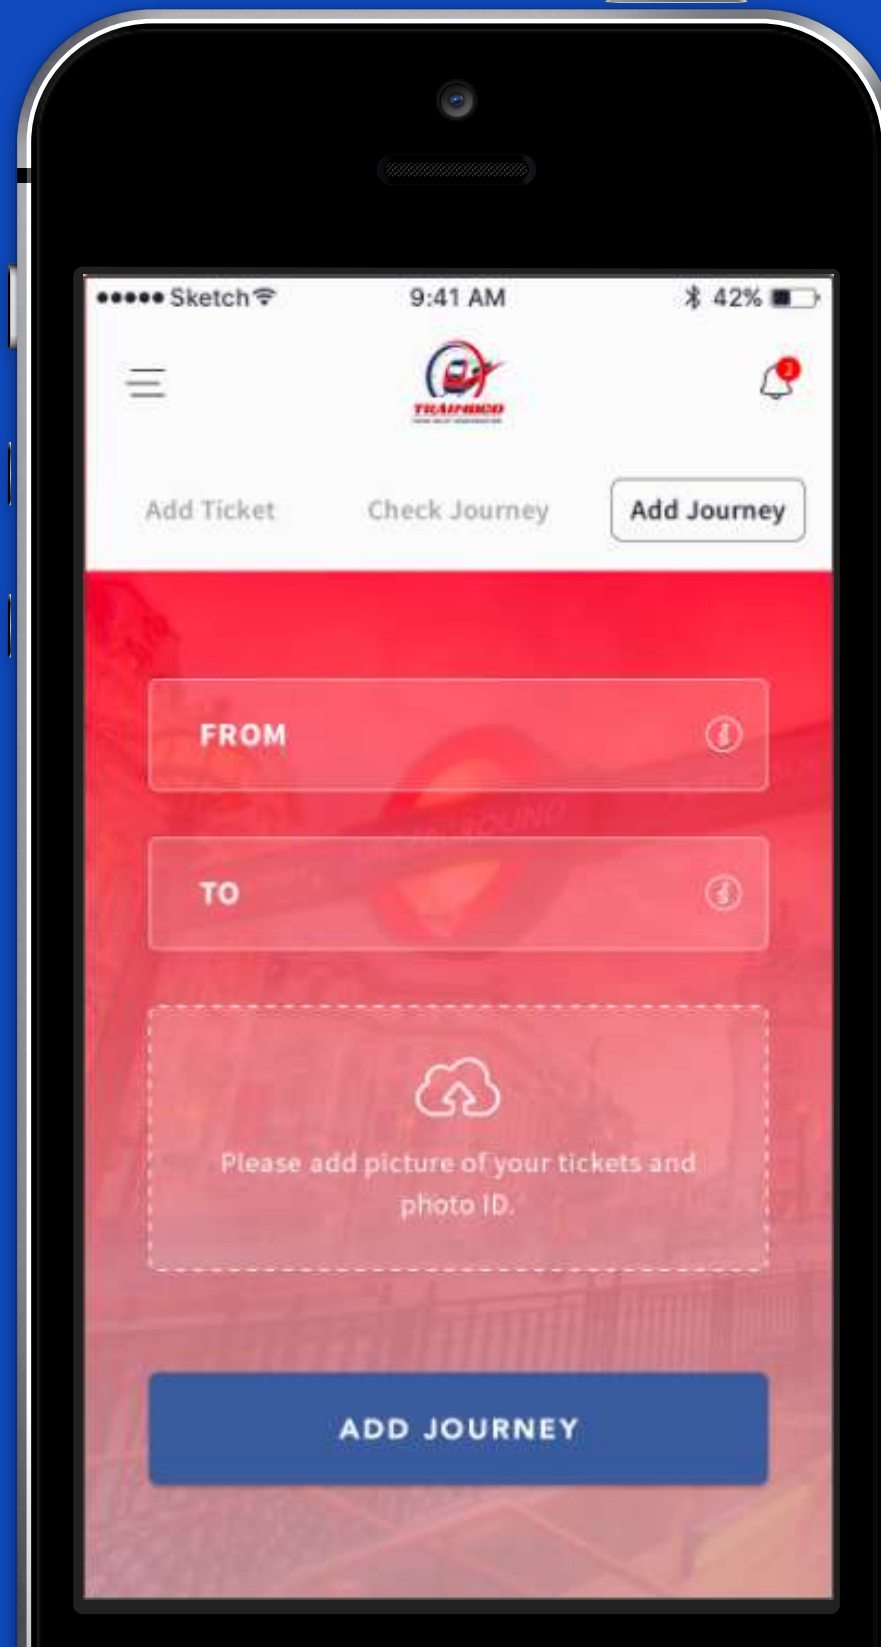 Sketch
9:41 AM
42%
Add Ticket
Check Journey
Add Journey
FROM
UNDERGROUND
TO
Please add picture of your tickets and
photo ID.
ADD JOURNEY